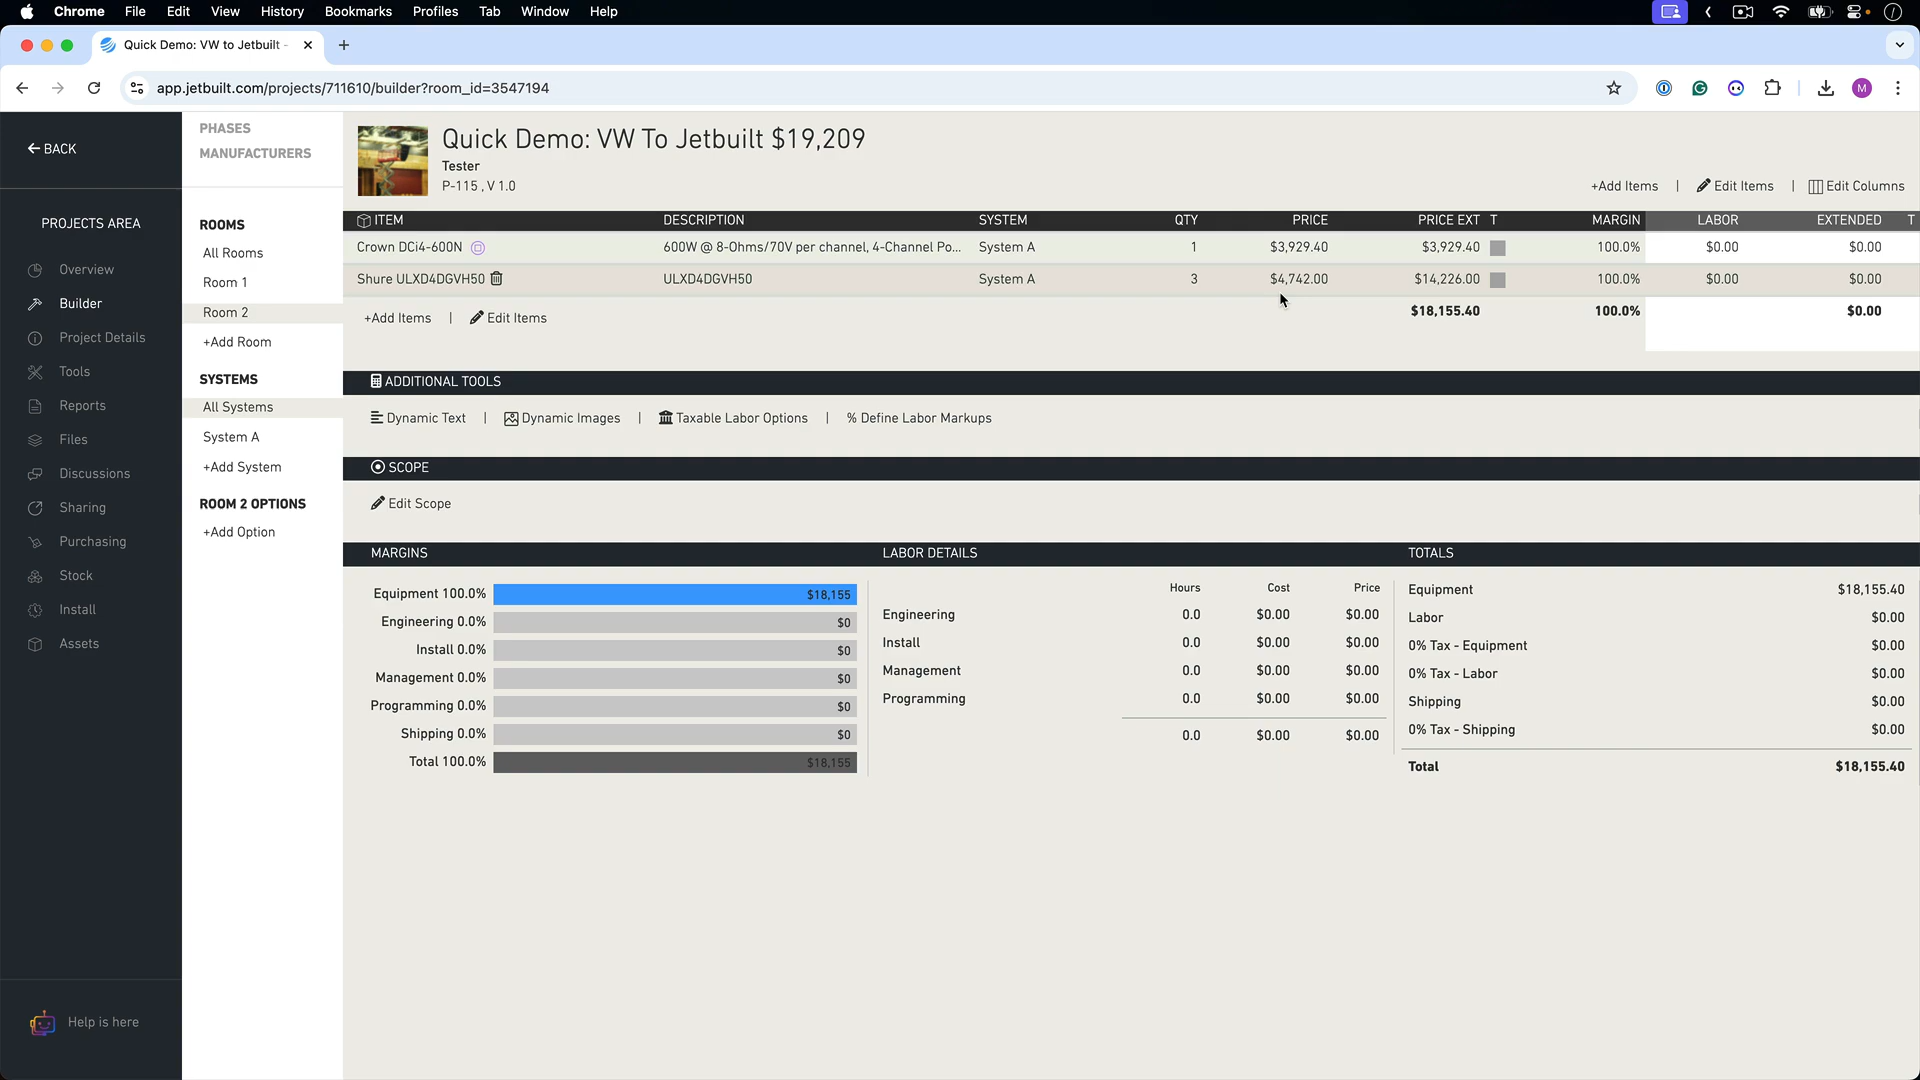 Chrome File Edit View History Bookmarks Profiles Tab Window Help
Quick Demo: VW to Jetbuilt -
app.jetbuilt.com/projects/711610/builder?room_id=3547194
M
BACK
PROJECTS AREA
Overview
Builder
Project Details
Tools
Reports
Files
Discussions
Sharing
Purchasing
Stock
Install
Assets
Help is here
PHASES
MANUFACTURERS
ROOMS
All Rooms
Room 1
Room 2
+Add Room
SYSTEMS
All Systems
System A
+Add System
ROOM 2 OPTIONS
+Add Option
Quick Demo: VW To Jetbuilt $19,209
Tester
P-115 , V 1.0
+Add Items | Edit Items | Edit Columns
ITEM DESCRIPTION SYSTEM QTY PRICE PRICE EXT T MARGIN LABOR EXTENDED T
Crown DCi4-600N 600W @ 8-Ohms/70V per channel, 4-Channel Po... System A 1 $3,929.40 $3,929.40 100.0% $0.00 $0.00
Shure ULXD4DGVH50 ULXD4DGVH50 System A 3 $4,742.00 $14,226.00 100.0% $0.00 $0.00
+Add Items | Edit Items $18,155.40 100.0% $0.00
ADDITIONAL TOOLS
Dynamic Text | Dynamic Images | Taxable Labor Options | % Define Labor Markups
SCOPE
Edit Scope
MARGINS
Equipment 100.0% $18,155
Engineering 0.0% $0
Install 0.0% $0
Management 0.0% $0
Programming 0.0% $0
Shipping 0.0% $0
Total 100.0% $18,155
LABOR DETAILS
Hours Cost Price
Engineering 0.0 $0.00 $0.00
Install 0.0 $0.00 $0.00
Management 0.0 $0.00 $0.00
Programming 0.0 $0.00 $0.00
0.0 $0.00 $0.00
TOTALS
Equipment $18,155.40
Labor $0.00
0% Tax - Equipment $0.00
0% Tax - Labor $0.00
Shipping $0.00
0% Tax - Shipping $0.00
Total $18,155.40